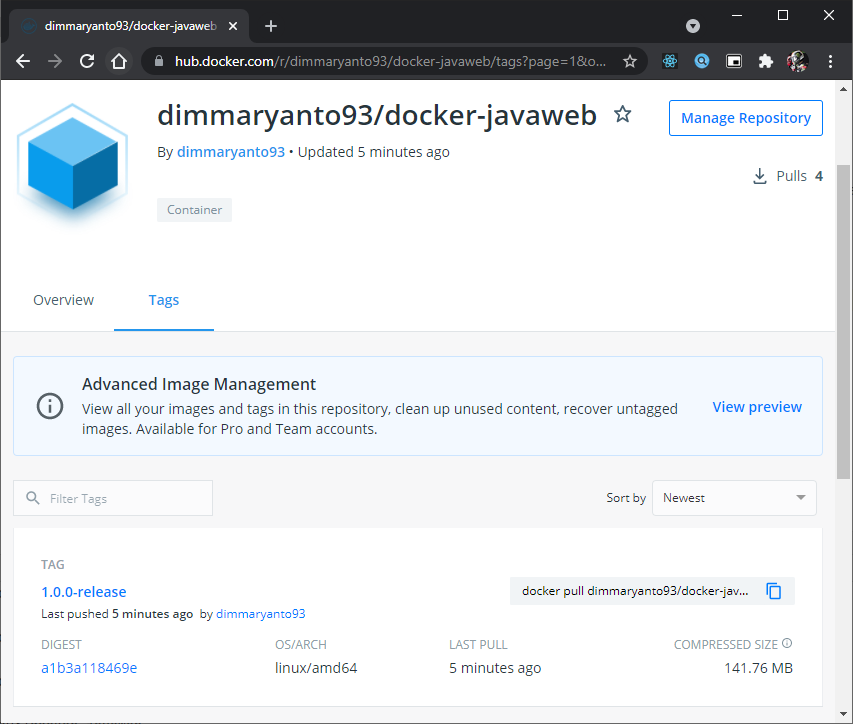 dimmaryanto93/docker-javaweb
hub.docker.com/r/dimmaryanto93/docker-javaweb/tags?page=1&o...
dimmaryanto93/docker-javaweb
Manage Repository
By dimmaryanto93 • Updated 5 minutes ago
Pulls 4
Container
Overview
Tags
Advanced Image Management
View all your images and tags in this repository, clean up unused content, recover untagged
images. Available for Pro and Team accounts.
View preview
Filter Tags
Sort by
Newest
TAG
1.0.0-release
docker pull dimmaryanto93/docker-jav...
Last pushed 5 minutes ago by dimmaryanto93
DIGEST
OS/ARCH
LAST PULL
COMPRESSED SIZE
a1b3a118469e
linux/amd64
5 minutes ago
141.76 MB